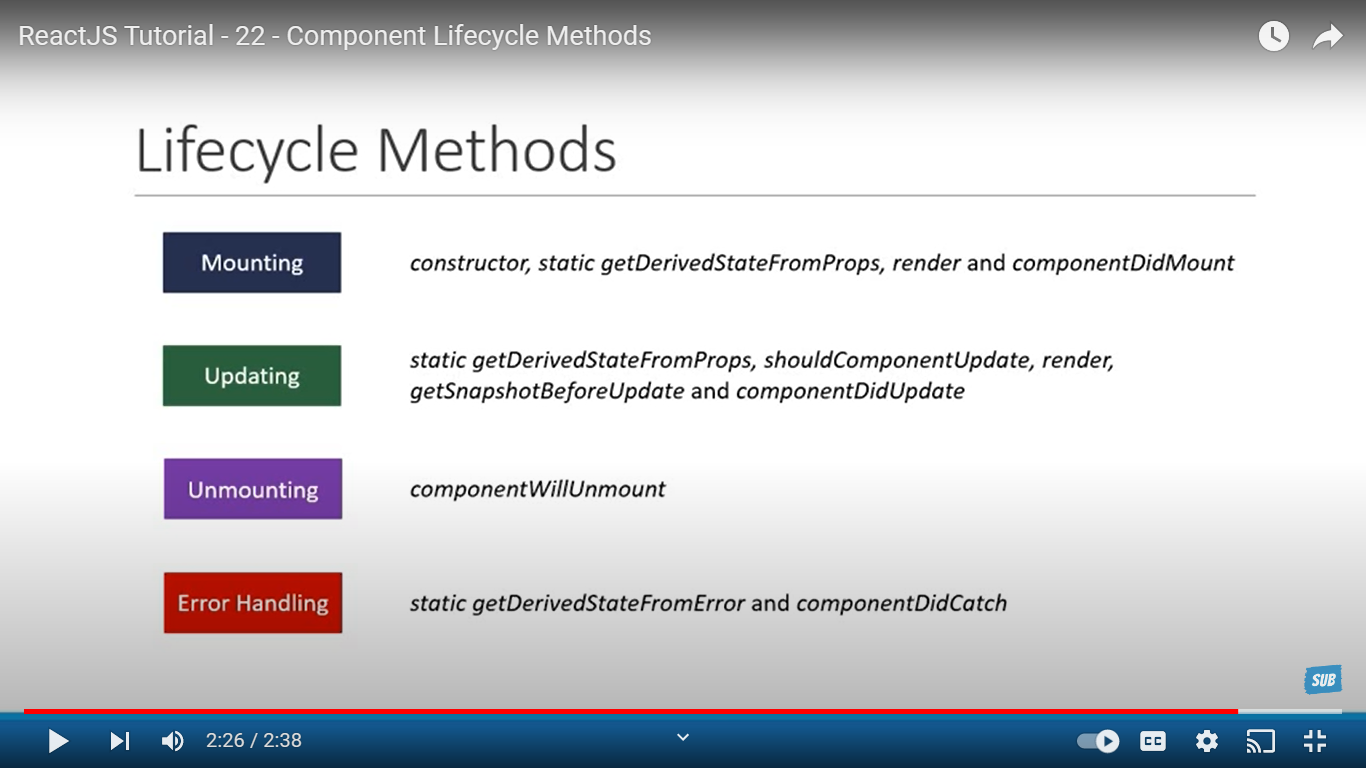 ReactJS Tutorial - 22 - Component Lifecycle Methods
Lifecycle Methods
Mounting
constructor, static getDerivedStateFromProps, render and componentDidMount
Updating
static getDerivedStateFromProps, shouldComponentUpdate, render,
getSnapshotBeforeUpdate and componentDidUpdate
Unmounting
componentWillUnmount
Error Handling
static getDerivedStateFromError and componentDidCatch
SUB
2:26 / 2:38
CC